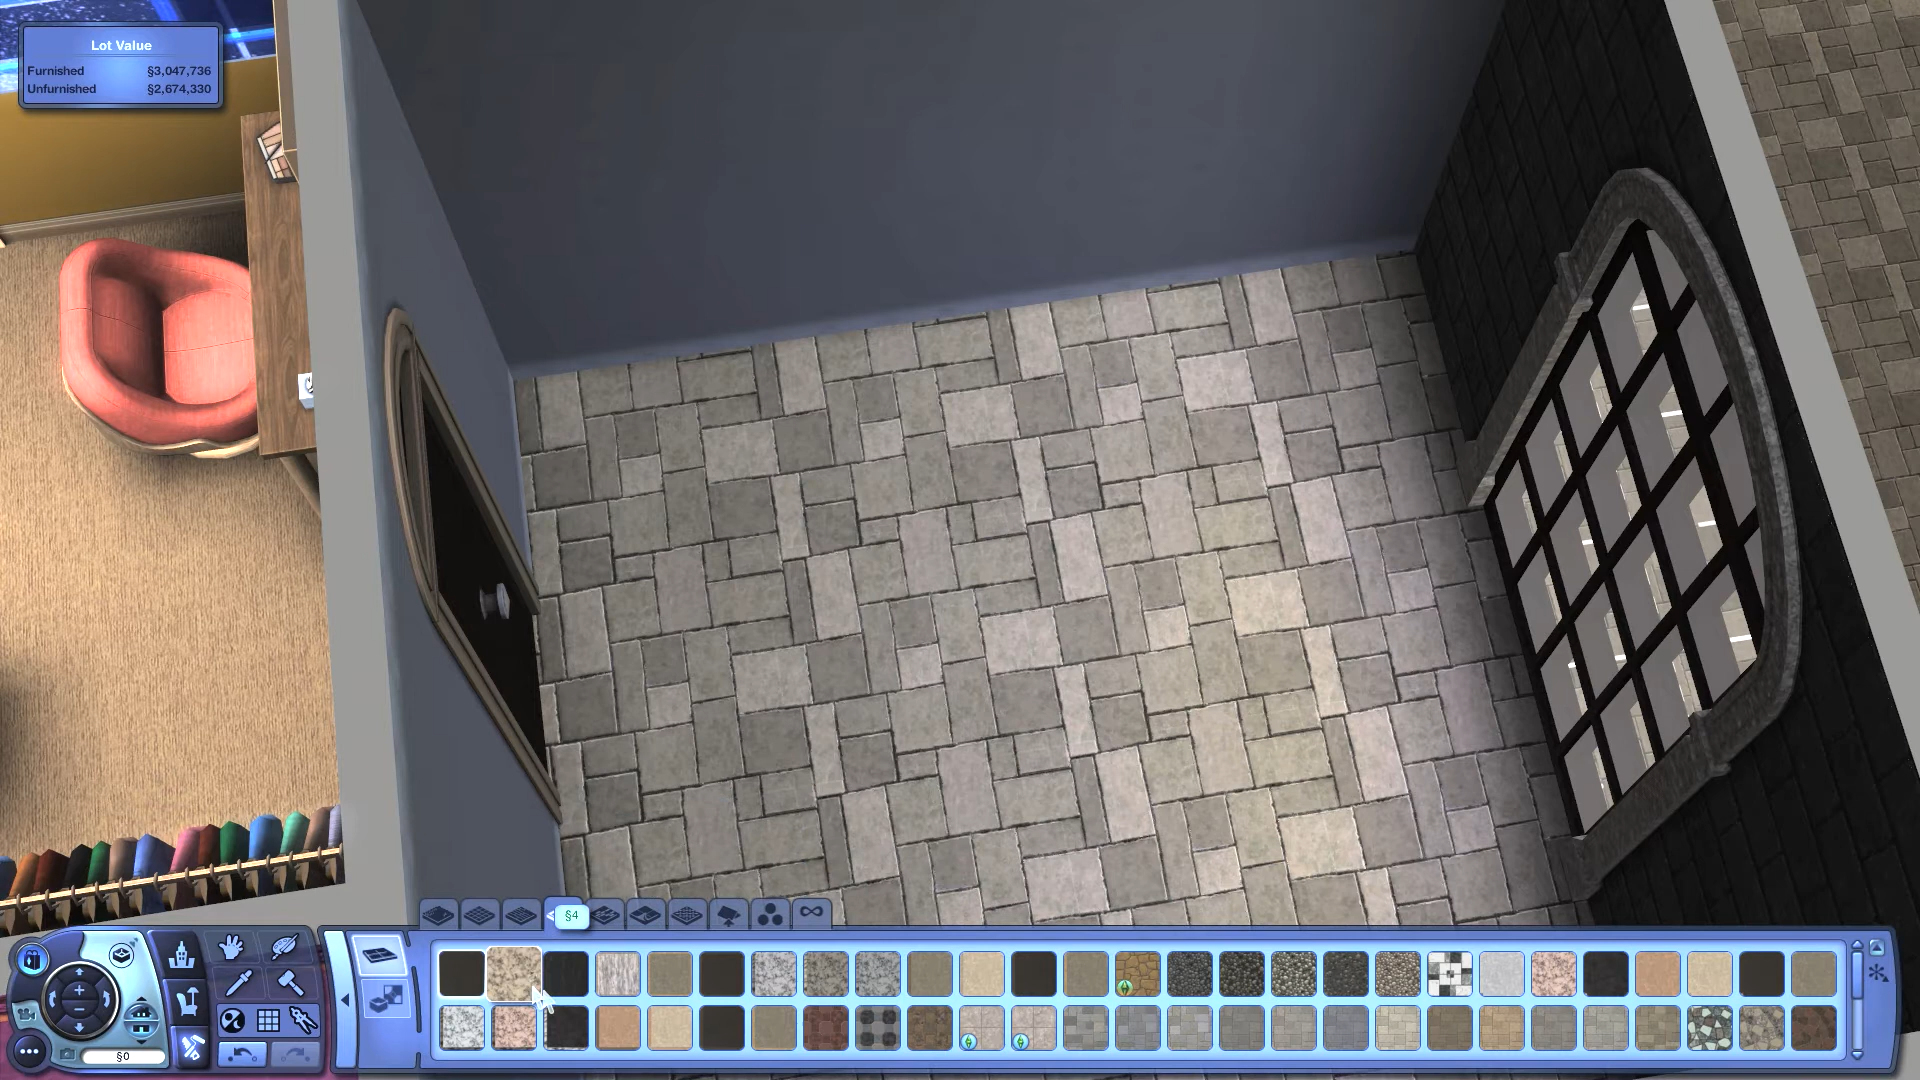 Lot Value
Furnished §3,047,736
Unfurnished §2,674,330
§4
§0